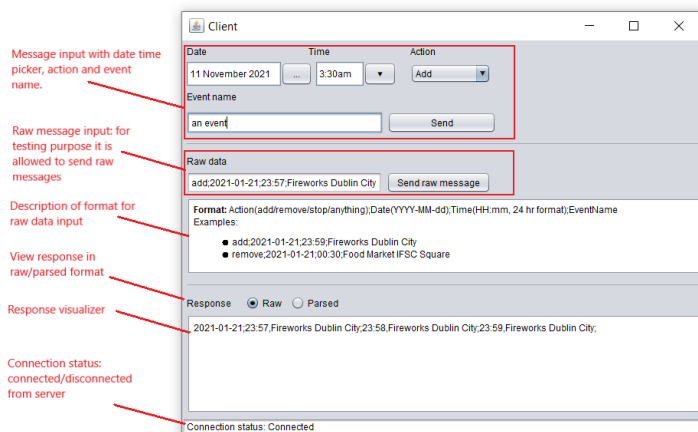 Client
Message input with date time
picker, action and event
name.
Date Time Action
11 November 2021 ... 3:30am Add
Event name
an event Send
Raw message input: for
testing purpose it is
allowed to send raw
messages
Raw data
add;2021-01-21;23:57;Fireworks Dublin City Send raw message
Description of format for
raw data input
Format: Action(add/remove/stop/anything);Date(YYYY-MM-dd);Time(HH:mm, 24 hr format);EventName
Examples:
● add;2021-01-21;23:59;Fireworks Dublin City
● remove;2021-01-21;00:30;Food Market IFSC Square
View response in
raw/parsed format
Response Raw Parsed
Response visualizer
2021-01-21;23:57,Fireworks Dublin City;23:58,Fireworks Dublin City;23:59,Fireworks Dublin City;
Connection status:
connected/disconnected
from server
Connection status: Connected